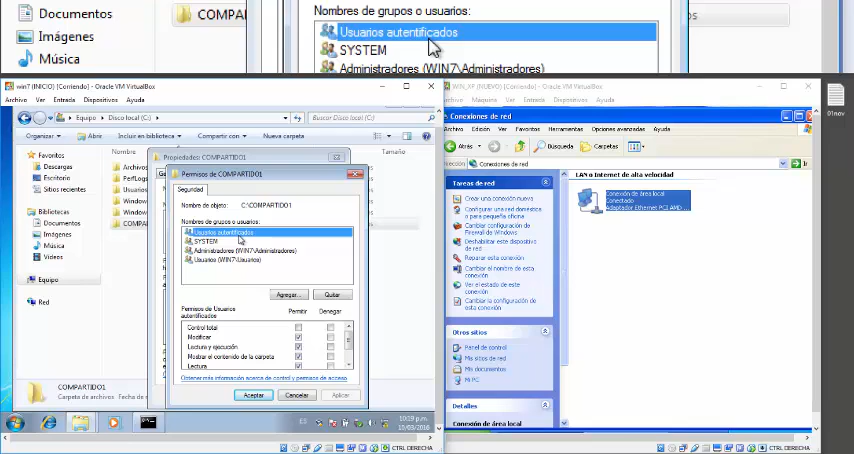 Documentos
Imágenes
Música
COMPA
Nombres de grupos o usuarios:
Usuarios autentificados
SYSTEM
Administradores (WIN7\Administradores)
win7 (INICIO) [Corriendo] - Oracle VM VirtualBox
Archivo Máquina Ver Entrada Dispositivos Ayuda
Equipo Disco local (C:)
Buscar Disco local (C:)
Organizar Abrir Incluir en biblioteca Compartir con Nueva carpeta
Nombre
Tamaño
Favoritos
Descargas
Escritorio
Sitios recientes
Bibliotecas
Documentos
Imágenes
Música
Videos
Equipo
Red
Archivos
PerfLogs
Window
Window
COMPA
Propiedades: COMPARTIDO1
Permisos de COMPARTIDO1
Seguridad
Nombre de objeto: C:\COMPARTIDO1
Nombres de grupos o usuarios:
Usuarios autentificados
SYSTEM
Administradores (WIN7\Administradores)
Usuarios (WIN7\Usuarios)
Agregar... Quitar
Permisos de Usuarios autentificados
Permitir Denegar
Control total
Modificar
Lectura y ejecución
Mostrar el contenido de la carpeta
Lectura
Obtener más información acerca de control y permisos de acceso
Aceptar Cancelar Aplicar
COMPARTIDO1
Carpeta de archivos
Fecha de
ES
10:19 p.m.
15/03/2016
CTRL DERECHA
WIN_XP (NUEVO) [Corriendo] - Oracle VM VirtualBox
Archivo Máquina Ver Entrada Dispositivos Ayuda
Conexiones de red
Archivo Edición Ver Favoritos Herramientas Opciones avanzadas Ayuda
Atrás Búsqueda Carpetas
Conexiones de red
Ir
Tareas de red
Crear una conexión nueva
Configurar una red doméstica
o para pequeña oficina
Cambiar configuración de
Firewall de Windows
Deshabilitar este dispositivo
de red
Reparar esta conexión
Cambiar el nombre de esta
conexión
Ver el estado de esta
conexión
Cambiar la configuración de
esta conexión
Otros sitios
Panel de control
Mis sitios de red
Mis documentos
Mi PC
Detalles
Conexión de área local
LAN o Internet de alta velocidad
Conexión de área local
Conectado
Adaptador Ethernet PCI AMD ...
CTRL DERECHA
01nov